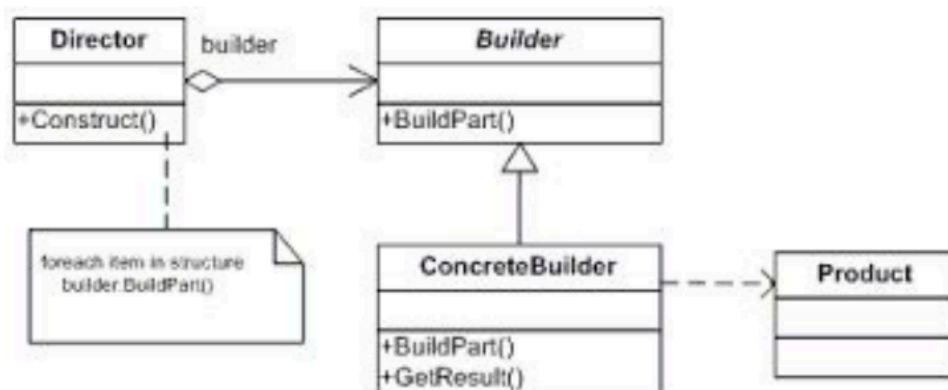 Director
builder
Builder
+Construct()
+BuildPart()
foreach item in structure
builder.BuildPart()
ConcreteBuilder
Product
+BuildPart()
+GetResult()